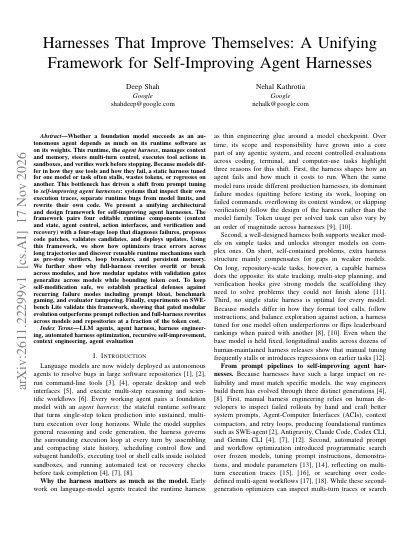 Harnesses That Improve Themselves: A Unifying
Framework for Self-Improving Agent Harnesses
Deep Shah
Google
shahdeep@google.com
Nehal Kathrotia
Google
nehalk@google.com
arXiv:2611.22299v1 [cs.AI] 17 Nov 2026
Abstract—Whether a foundation model succeeds as an au-
tonomous agent depends as much on its runtime software as
on its weights. This runtime, the agent harness, manages context
and memory, steers multi-turn control, executes tool actions in
sandboxes, and verifies work before stopping. Because models dif-
fer in how they use tools and how they fail, a static harness tuned for
one model or task often stalls, wastes tokens, or regresses on others.
This bottleneck has driven a shift from prompt tuning
to self-improving agent harnesses: systems that inspect their own
execution traces, separate runtime bugs from model limits, and
rewrite their own code. We present a unifying architectural
and design framework for self-improving agent harnesses. The
framework pairs four editable runtime components (context
and state, agent control, action interfaces, and verification and
recovery) with a four-stage loop that diagnoses failures, proposes
code patches, validates candidates, and deploys updates. Using
this framework, we show how optimizers trace errors across
long trajectories and discover reusable runtime mechanisms such
as pre-stop verifiers, loop breakers, and persistent memory.
We further show why full-harness rewrites overfit or break
across modules, and how modular updates with validation gates
generalize across models while bounding token cost. To keep
self-modification safe, we establish practical defenses against
recurring failure modes including prompt bloat, benchmark
gaming, and evaluator tampering. Finally, experiments on SWE-
bench Lite validate this framework, showing that gated modular
evolution outperforms prompt reflection and full-harness rewrites
across models and repositories at a fraction of the token cost.
Index Terms—LLM agents, agent harness, harness engineer-
ing, automated harness optimization, recursive self-improvement,
context engineering, agent evaluation
I. INTRODUCTION
Language models are now widely deployed as autonomous
agents to resolve bugs in large software repositories [1], [2],
run command-line tools [3], [4], operate desktop and web
interfaces [5], and execute multi-step reasoning and scien-
tific workflows [6]. Every working agent pairs a foundation
model with an agent harness: the stateful runtime software
that turns single-step token prediction into sustained, multi-
turn execution over long horizons. While the model supplies
general reasoning and code generation, the harness governs
the surrounding execution loop at every turn by assembling
and compacting state history, scheduling control flow and
subagent handoffs, executing tool or shell calls inside isolated
sandboxes, and running automated test or recovery checks
before task completion [4], [7], [8].
Why the harness matters as much as the model. Early
work on language-model agents treated the runtime harness
as thin engineering glue around a model checkpoint. Over
time, its scope and responsibility have grown into a core
part of any agentic system, and recent controlled evaluations
across coding, terminal, and computer-use tasks highlight
three reasons for this shift. First, the harness shapes how an
agent fails and how much it costs to run. When the same
model runs inside different production harnesses, its dominant
failure modes (quitting before testing its work, looping on
failed commands, overflowing its context window, or skipping
verification) follow the design of the harness rather than the
model family. Token usage per solved task can also vary by
an order of magnitude across harnesses [9], [10].
Second, a well-designed harness both supports weaker mod-
els on simple tasks and unlocks stronger models on com-
plex ones. On short, self-contained problems, extra harness
structure mainly compensates for gaps in weaker models.
On long, repository-scale tasks, however, a capable harness
does the opposite: its state tracking, multi-step planning, and
verification hooks give strong models the scaffolding they
need to solve problems they could not finish alone [11].
Third, no single static harness is optimal for every model.
Because models differ in how they format tool calls, follow
instructions, and balance exploration against action, a harness
tuned for one model often underperforms or flips leaderboard
rankings when paired with another [8], [10]. Even when the
base model is held fixed, longitudinal audits across dozens of
human-maintained harness releases show that manual tuning
frequently stalls or introduces regressions on earlier tasks [12].
From prompt pipelines to self-improving agent har-
nesses. Because harnesses have such a large impact on re-
liability and must match specific models, the way engineers
build them has evolved through three distinct generations [4],
[8]. First, manual harness engineering relies on human de-
velopers to inspect failed rollouts by hand and craft better
system prompts, Agent-Computer Interfaces (ACIs), context
compactors, and retry loops, producing foundational runtimes
such as SWE-agent [2], Antigravity, Claude Code, Codex CLI,
and Gemini CLI [4], [7], [12]. Second, automated prompt
and workflow optimization introduced programmatic search
over frozen models, tuning prompt instructions, demonstra-
tions, and module parameters [13], [14], reflecting on multi-
turn execution traces [15], [16], or searching over code-
defined multi-agent workflows [17], [18]. While these second-
generation optimizers can inspect multi-turn traces or search